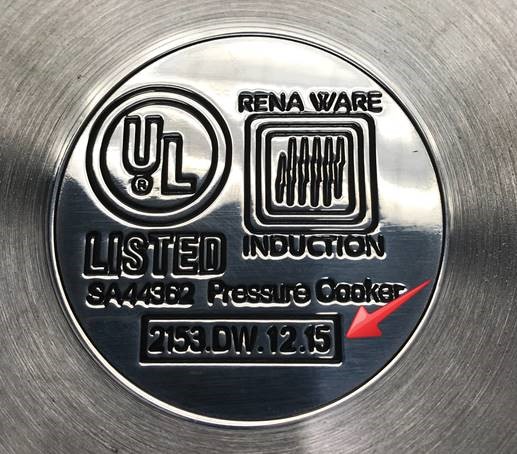 UL
®
LISTED
SA44362 Pressure Cooker
RENA WARE
INDUCTION
2153.DW.12.15